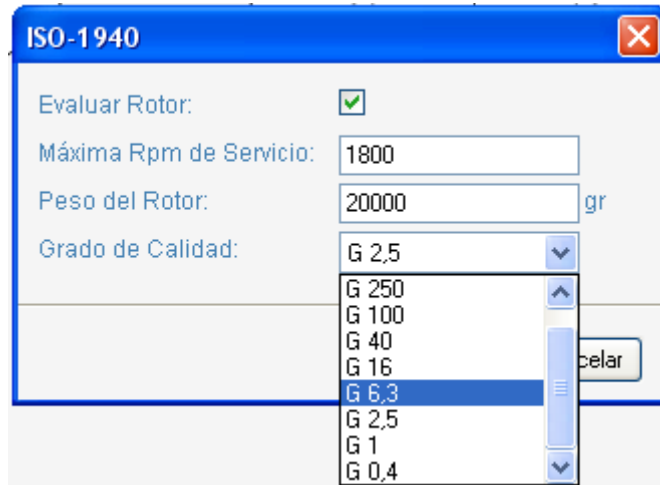 ISO-1940
Evaluar Rotor:
Máxima Rpm de Servicio: 1800
Peso del Rotor: 20000 gr
Grado de Calidad: G 2,5
G 250
G 100
G 40
G 16
celar
G 6,3
G 2,5
G 1
G 0,4